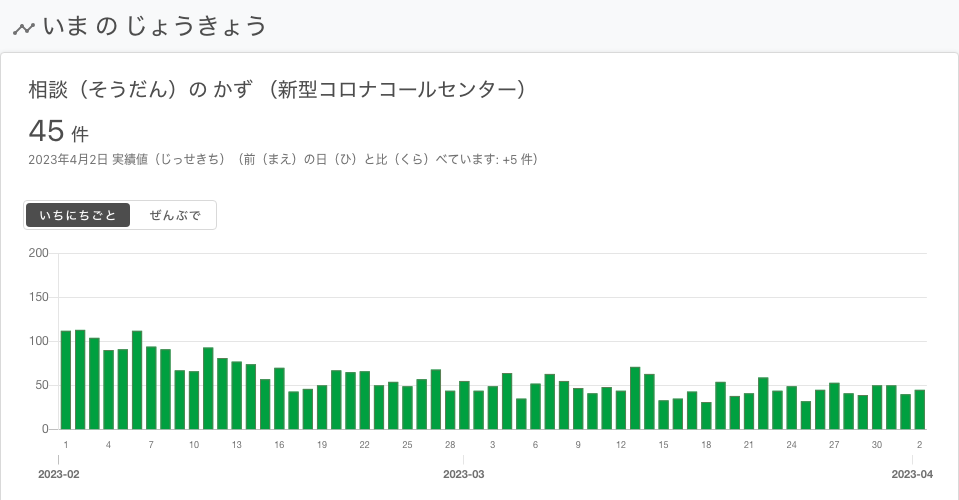 いま の じょうきょう
相談（そうだん）の かず （新型コロナコールセンター）
45 件
2023年4月2日 実績値（じっせきち）（前（まえ）の日（ひ）と比（くら）べています: +5 件）
いちにちごと ぜんぶで
200
150
100
50
0
1 4 7 10 13 16 19 22 25 28 3 6 9 12 15 18 21 24 27 30 2
2023-02 2023-03 2023-04